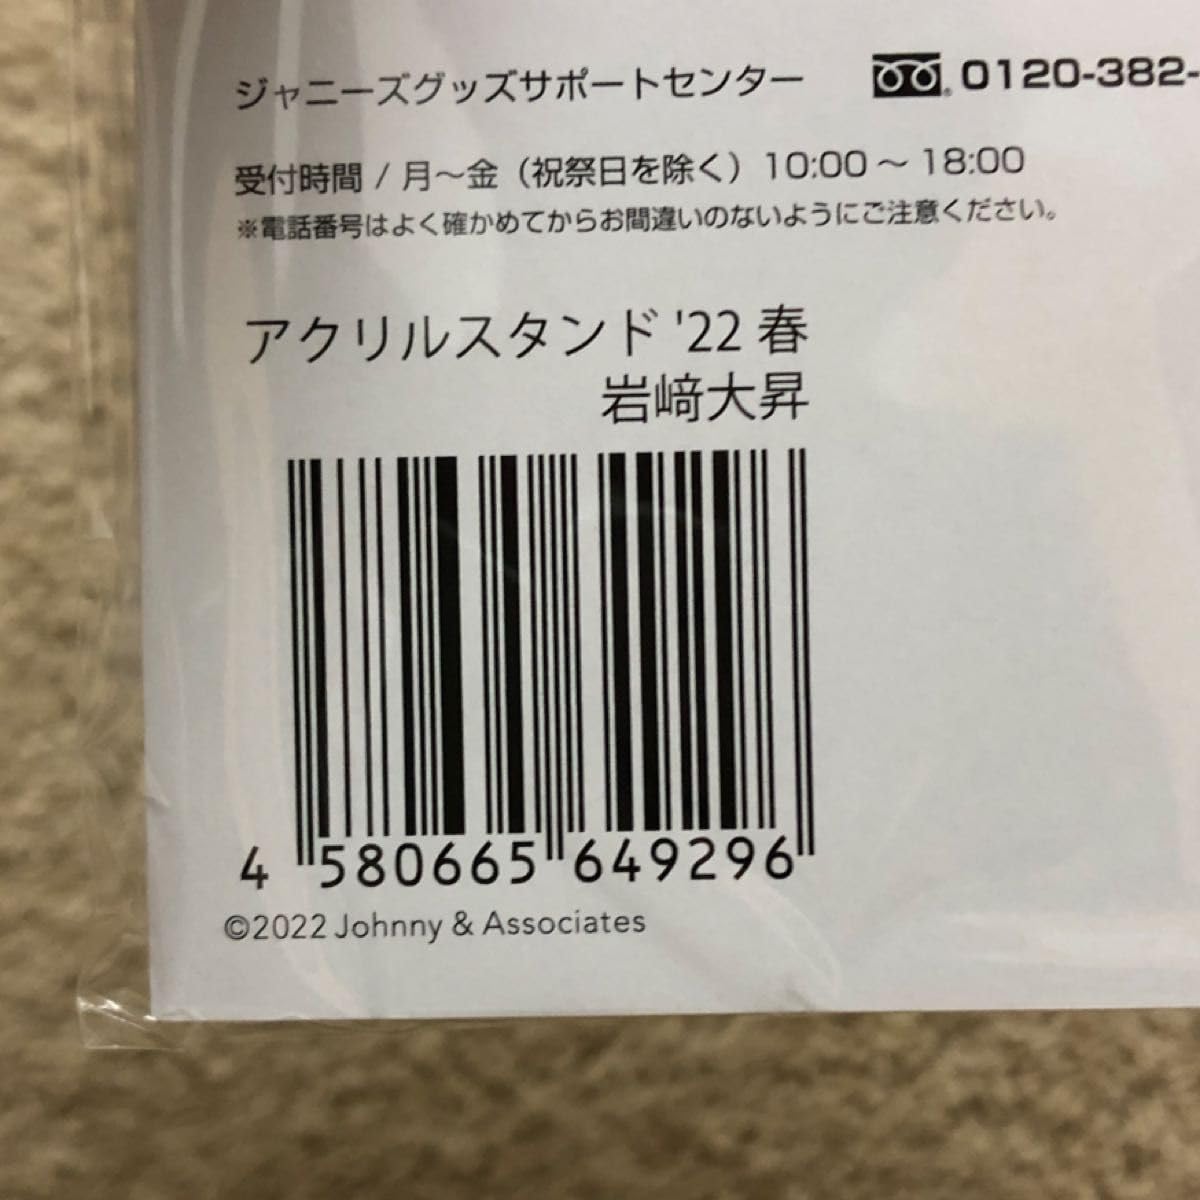 ジャニーズグッズサポートセンター 0120-382-
受付時間 / 月～金（祝祭日を除く）10:00 ～ 18:00
※電話番号はよく確かめてからお間違いのないようにご注意ください。
アクリルスタンド '22 春
岩﨑大昇
4 580665 649296
©2022 Johnny & Associates